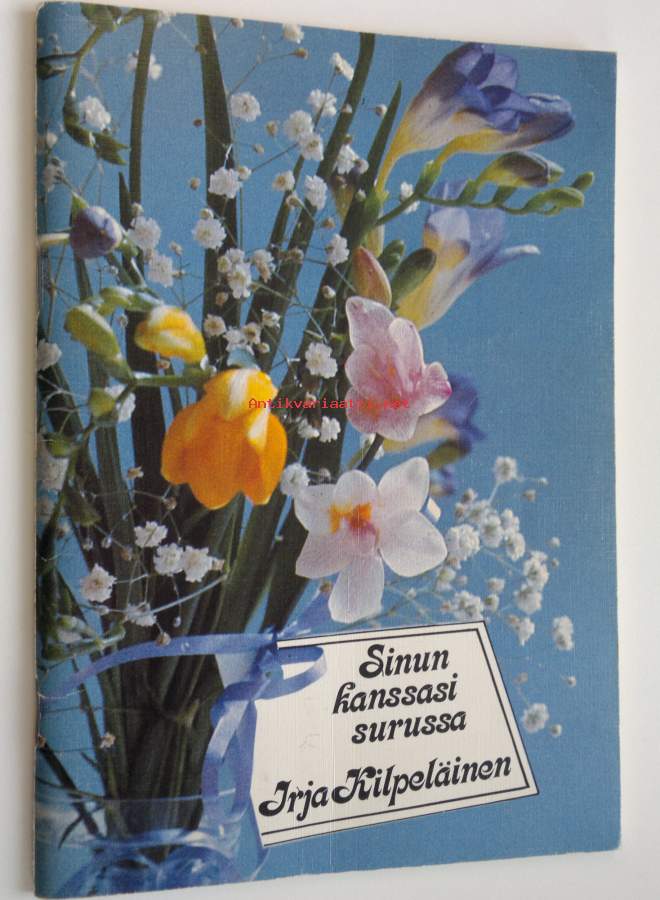 Antikvariaatti.net
Sinun
kanssasi
surussa
Irja Kilpeläinen